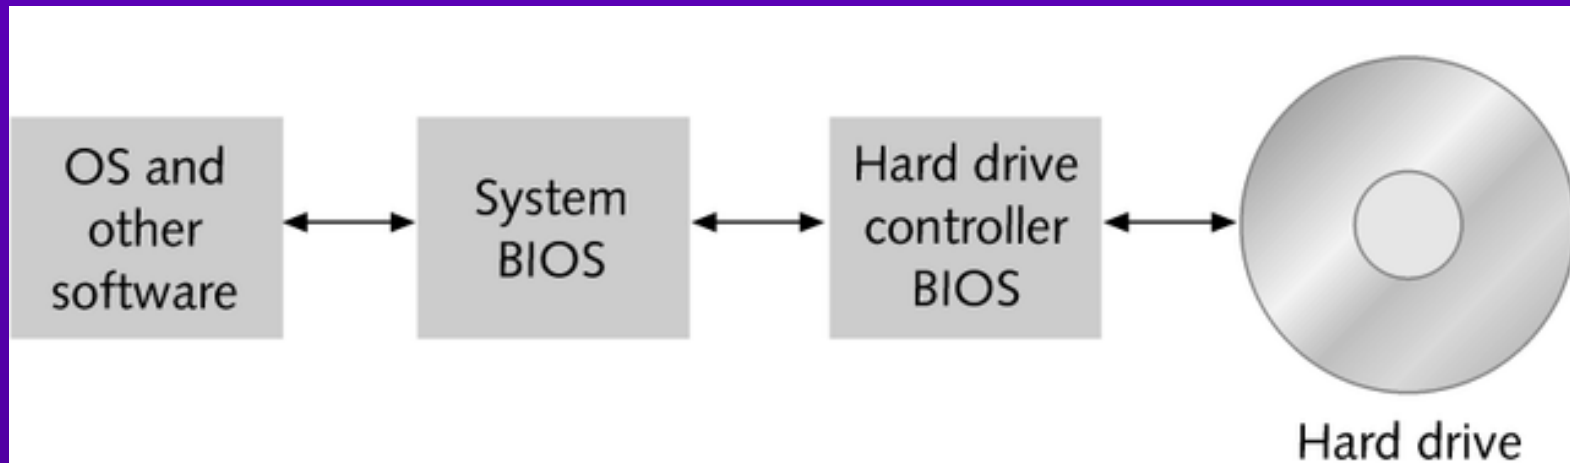 OS and
other
software
System
BIOS
Hard drive
controller
BIOS
Hard drive